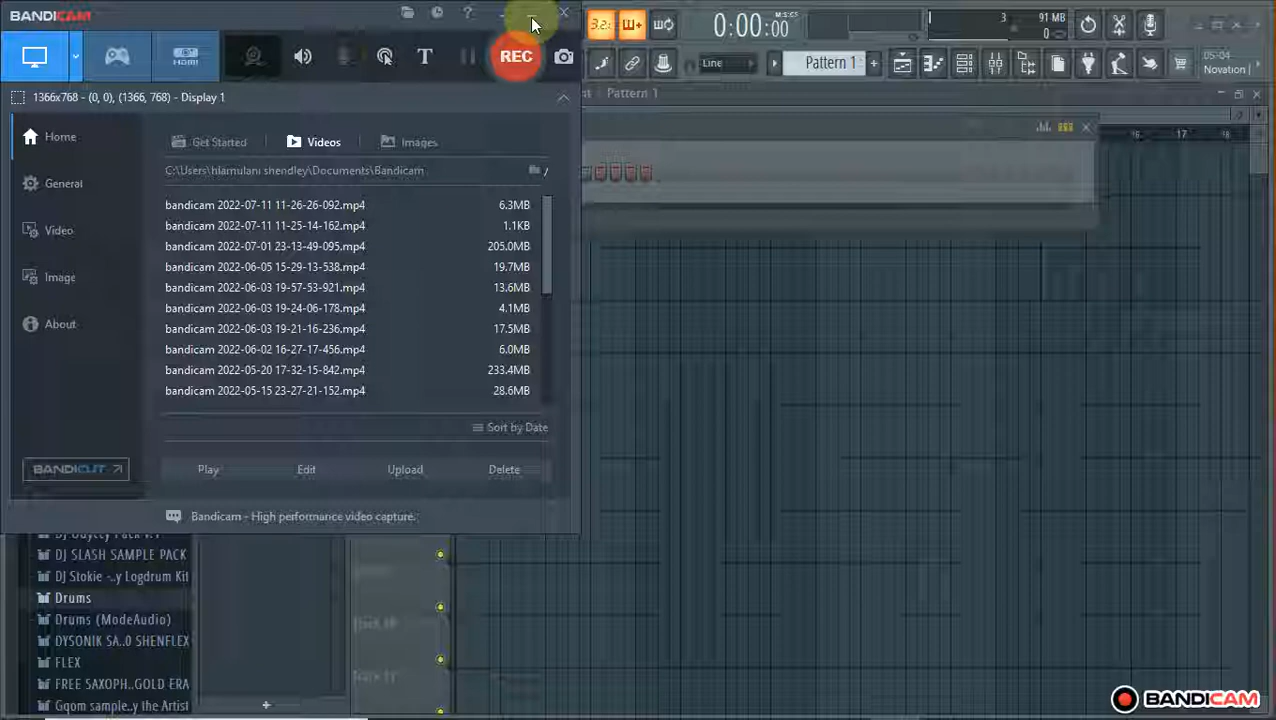 BANDICAM
?
HDMI
T
REC
1366x768 - (0, 0), (1366, 768) - Display 1
Home
General
Video
Image
About
BANDICUT
Get Started
Videos
Images
C:\Users\hlamulani shendley\Documents\Bandicam
bandicam 2022-07-11 11-26-26-092.mp4 6.3MB
bandicam 2022-07-11 11-25-14-162.mp4 1.1KB
bandicam 2022-07-01 23-13-49-095.mp4 205.0MB
bandicam 2022-06-05 15-29-13-538.mp4 19.7MB
bandicam 2022-06-03 19-57-53-921.mp4 13.6MB
bandicam 2022-06-03 19-24-06-178.mp4 4.1MB
bandicam 2022-06-03 19-21-16-236.mp4 17.5MB
bandicam 2022-06-02 16-27-17-456.mp4 6.0MB
bandicam 2022-05-20 17-32-15-842.mp4 233.4MB
bandicam 2022-05-15 23-27-21-152.mp4 28.6MB
Sort by Date
Play Edit Upload Delete
Bandicam - High performance video capture.
0:00:00
M:S:CS
3 91 MB
0
Line
Pattern 1
05-04
Novation
Pattern 1
16 17 18
DJ SLASH SAMPLE PACK
DJ Stokie -..y Logdrum Kit
Drums
Drums (ModeAudio)
DYSONIK SA..0 SHENFLEX
FLEX
FREE SAXOPH..GOLD ERA
Gqom sample..y the Artist
BANDICAM